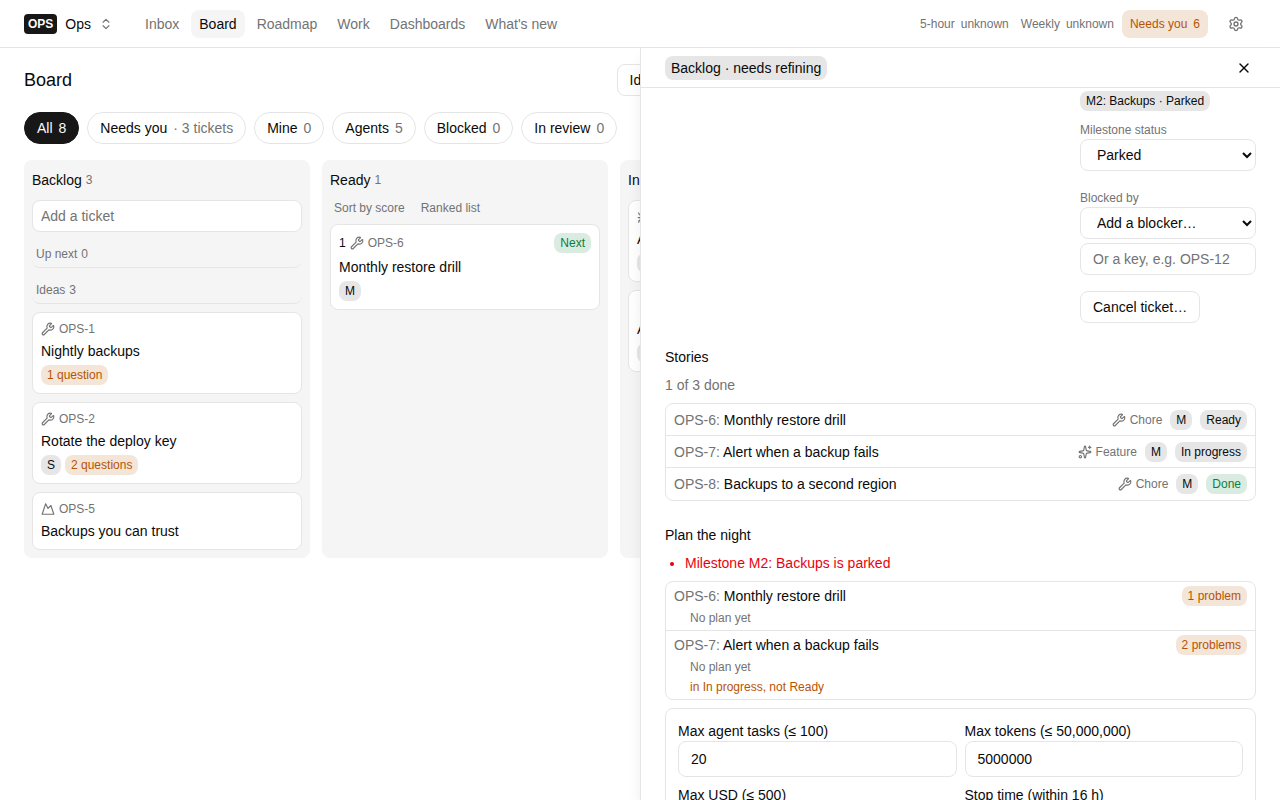 OPS Ops Inbox Board Roadmap Work Dashboards What's new 5-hour unknown Weekly unknown Needs you 6
Board
All 8 Needs you · 3 tickets Mine 0 Agents 5 Blocked 0 In review 0
Backlog 3
Add a ticket
Up next 0
Ideas 3
OPS-1
Nightly backups
1 question
OPS-2
Rotate the deploy key
S 2 questions
OPS-5
Backups you can trust
Ready 1
Sort by score Ranked list
1 OPS-6 Next
Monthly restore drill
M
Backlog · needs refining
M2: Backups · Parked
Milestone status
Parked
Blocked by
Add a blocker…
Or a key, e.g. OPS-12
Cancel ticket…
Stories
1 of 3 done
OPS-6: Monthly restore drill Chore M Ready
OPS-7: Alert when a backup fails Feature M In progress
OPS-8: Backups to a second region Chore M Done
Plan the night
• Milestone M2: Backups is parked
OPS-6: Monthly restore drill 1 problem
No plan yet
OPS-7: Alert when a backup fails 2 problems
No plan yet
in In progress, not Ready
Max agent tasks (≤ 100) Max tokens (≤ 50,000,000)
20 5000000
Max USD (≤ 500) Stop time (within 16 h)